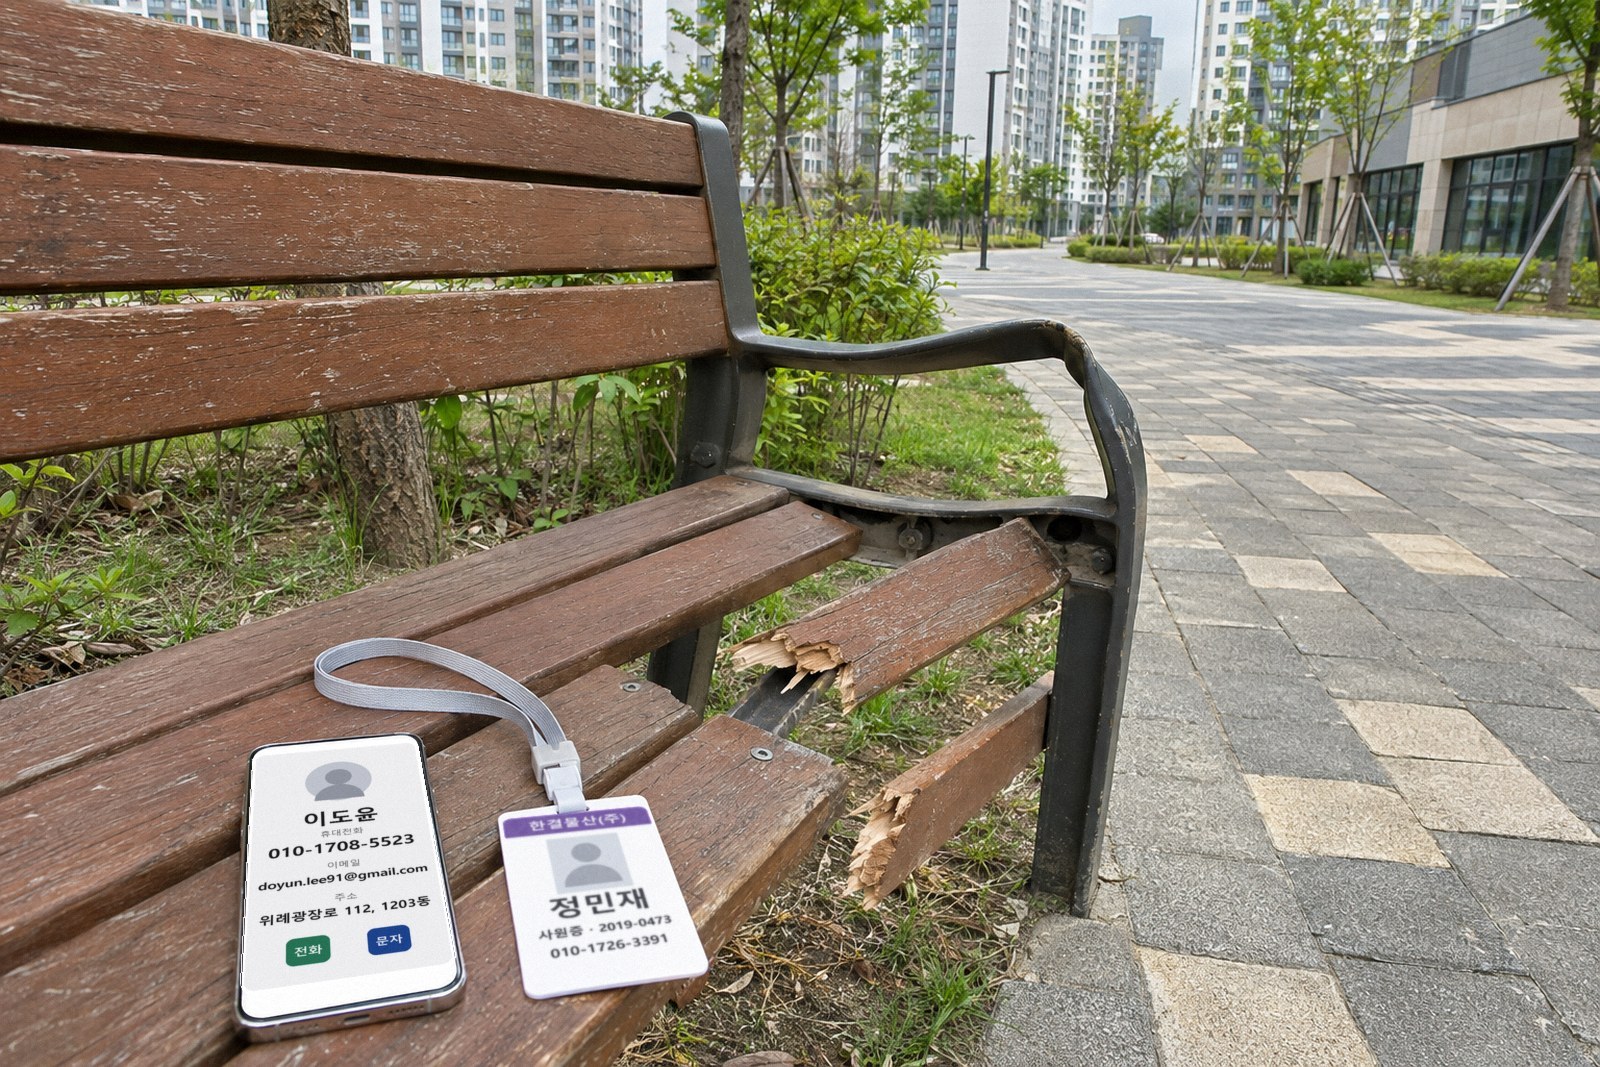 이도윤
휴대전화
010-1708-5523
이메일
doyun.lee91@gmail.com
주소
위례광장로 112, 1203동
전화
문자
한결물산(주)
정민재
사원증 · 2019-0473
010-1726-3391